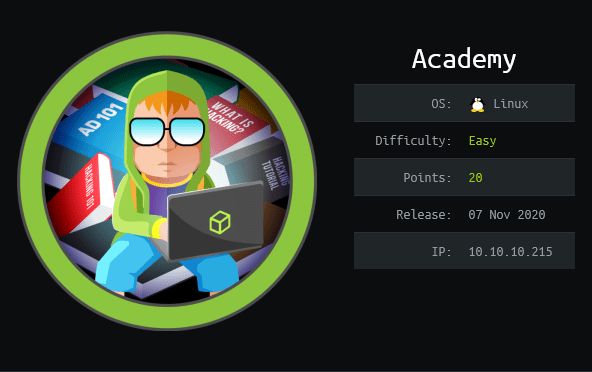 Academy
OS: Linux
Difficulty: Easy
Points: 20
Release: 07 Nov 2020
IP: 10.10.10.215
AD 101
WHAT IS HACKING?
HACKING 101
HACKING TUTORIAL